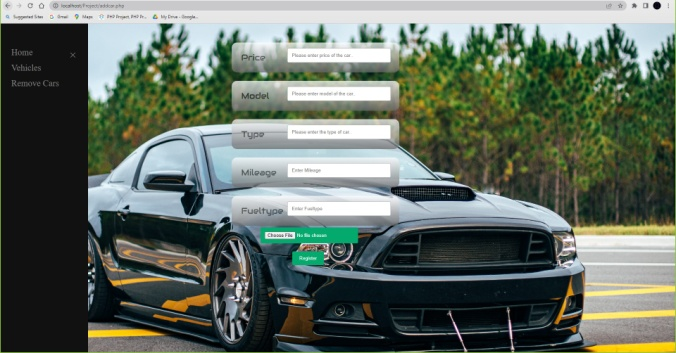 localhost/Project/addcar.php
Suggested Sites
Gmail
Maps
PHP Project, PHP Pr...
My Drive - Google...
Home
×
Vehicles
Remove Cars
Price
Please enter price of the car.
Model
Please enter model of the car.
Type
Please enter the type of car.
Mileage
Enter Mileage
Fueltype
Enter Fueltype
Choose File No file chosen
Register